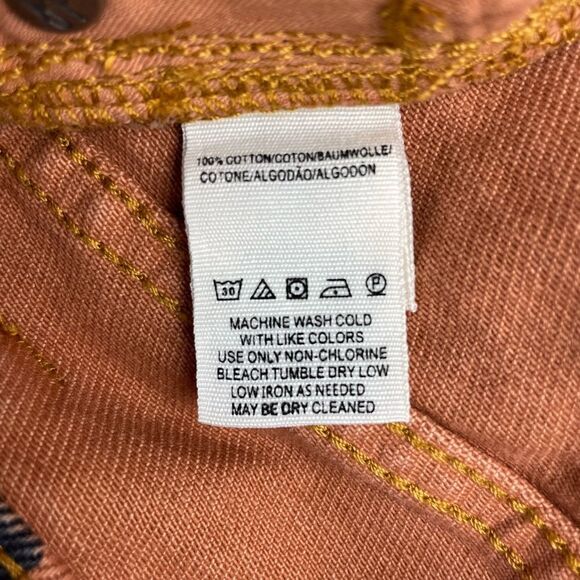 100% COTTON/COTON/BAUMWOLLE/
COTONE/ALGODÃO/ALGODON
30 P
MACHINE WASH COLD
WITH LIKE COLORS
USE ONLY NON-CHLORINE
BLEACH TUMBLE DRY LOW
LOW IRON AS NEEDED
MAY BE DRY CLEANED